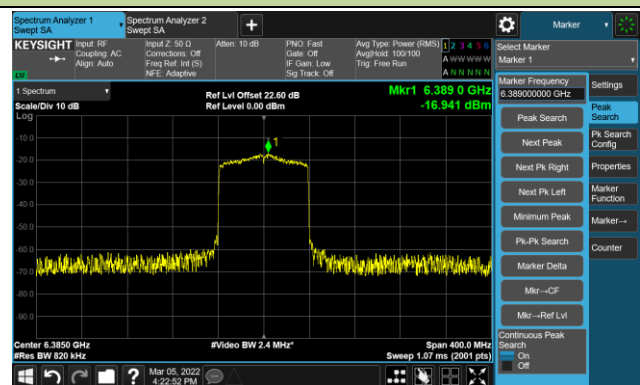 Spectrum Analyzer 1
Swept SA
Spectrum Analyzer 2
Swept SA
+
Marker
KEYSIGHT
Input: RF
Coupling: AC
Align: Auto
Input Z: 50 Ω
Corrections: Off
Freq Ref: Int (S)
NFE: Adaptive
Atten: 10 dB
PNO: Fast
Gate: Off
IF Gain: Low
Sig Track: Off
Avg Type: Power (RMS)
Avg|Hold: 100/100
Trig: Free Run
1 2 3 4 5 6
A W W W W W
A N N N N N
LW
Select Marker
Marker 1
1 Spectrum
Scale/Div 10 dB
Log
Ref Lvl Offset 22.60 dB
Ref Level 0.00 dBm
Mkr1 6.389 0 GHz
-16.941 dBm
1
-10.0
-20.0
-30.0
-40.0
-50.0
-60.0
-70.0
-80.0
-90.0
Center 6.3850 GHz
#Res BW 820 kHz
#Video BW 2.4 MHz*
Span 400.0 MHz
Sweep 1.07 ms (2001 pts)
Marker Frequency
6.389000000 GHz
Peak Search
Next Peak
Next Pk Right
Next Pk Left
Minimum Peak
Pk-Pk Search
Marker Delta
Mkr→CF
Mkr→Ref Lvl
Continuous Peak
Search
On
Off
Settings
Peak
Search
Pk Search
Config
Properties
Marker
Function
Marker→
Counter
?
Mar 05, 2022
4:22:52 PM